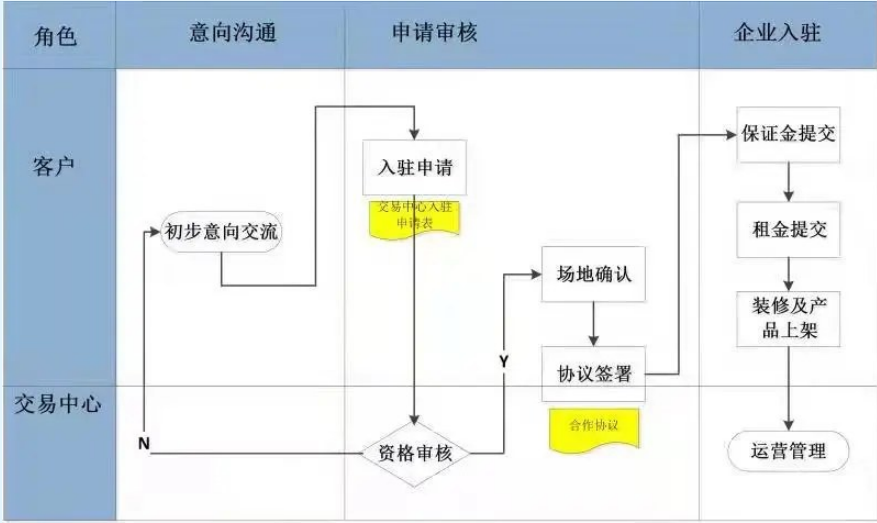 角色
意向沟通
申请审核
企业入驻
客户
初步意向交流
入驻申请
交易中心入驻
申请表
场地确认
Y
协议签署
合作协议
保证金提交
租金提交
装修及产
品上架
交易中心
N
资格审核
运营管理